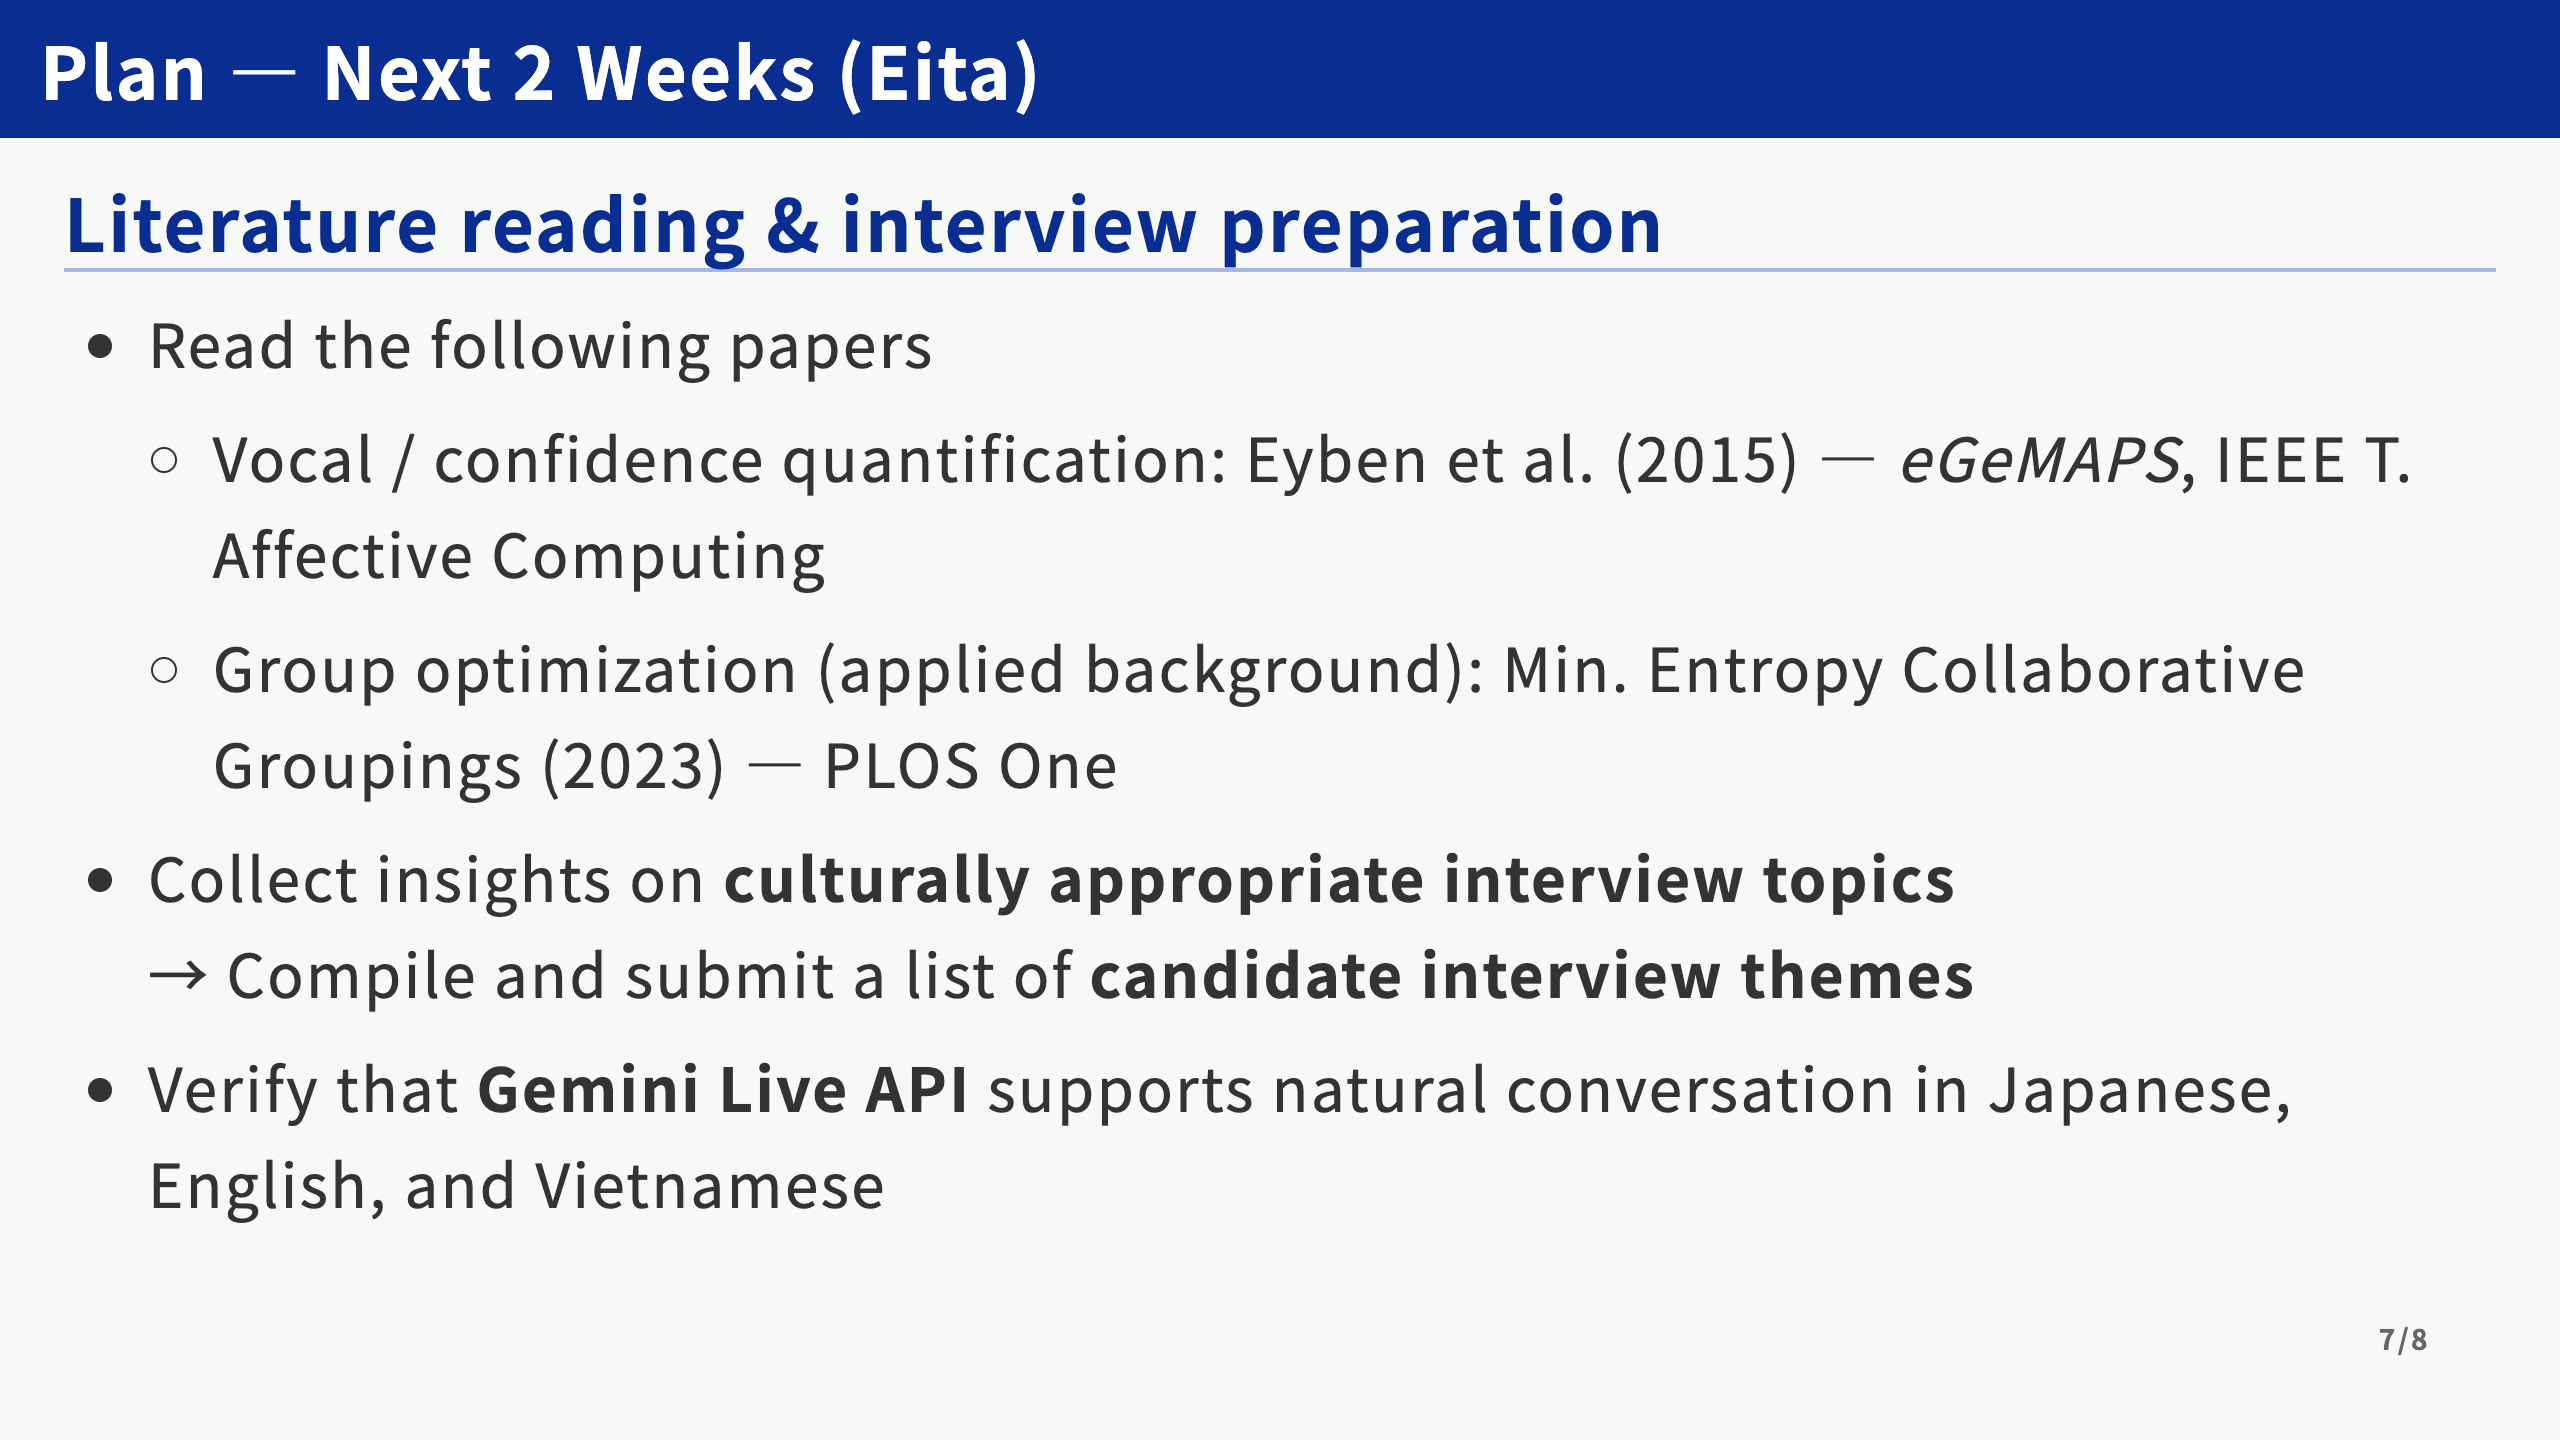 Plan — Next 2 Weeks (Eita)
Literature reading & interview preparation
• Read the following papers
○ Vocal / confidence quantification: Eyben et al. (2015) — eGeMAPS, IEEE T.
Affective Computing
○ Group optimization (applied background): Min. Entropy Collaborative
Groupings (2023) — PLOS One
• Collect insights on culturally appropriate interview topics
→ Compile and submit a list of candidate interview themes
• Verify that Gemini Live API supports natural conversation in Japanese,
English, and Vietnamese
7/8